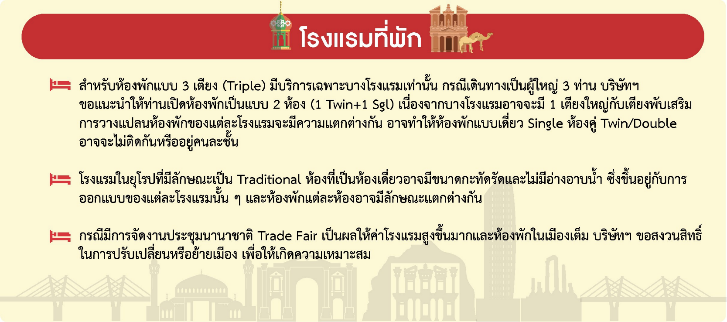 โรงแรมที่พัก
สำหรับห้องพักแบบ 3 เตียง (Triple) มีบริการเฉพาะบางโรงแรมเท่านั้น กรณีเดินทางเป็นผู้ใหญ่ 3 ท่าน บริษัทฯ
ขอแนะนำให้ท่านเปิดห้องพักเป็นแบบ 2 ห้อง (1 Twin+1 Sgl) เนื่องจากบางโรงแรมอาจจะมี 1 เตียงใหญ่กับเตียงพับเสริม
การวางแปลนห้องพักของแต่ละโรงแรมจะมีความแตกต่างกัน อาจทำให้ห้องพักแบบเดี่ยว Single ห้องคู่ Twin/Double
อาจจะไม่ติดกันหรืออยู่คนละชั้น
โรงแรมในยุโรปที่มีลักษณะเป็น Traditional ห้องที่เป็นห้องเดี่ยวอาจมีขนาดกะทัดรัดและไม่มีอ่างอาบน้ำ ซึ่งขึ้นอยู่กับการ
ออกแบบของแต่ละโรงแรมนั้น ๆ และห้องพักแต่ละห้องอาจมีลักษณะแตกต่างกัน
กรณีมีการจัดงานประชุมนานาชาติ Trade Fair เป็นผลให้ค่าโรงแรมสูงขึ้นมากและห้องพักในเมืองเต็ม บริษัทฯ ขอสงวนสิทธิ์
ในการปรับเปลี่ยนหรือย้ายเมือง เพื่อให้เกิดความเหมาะสม